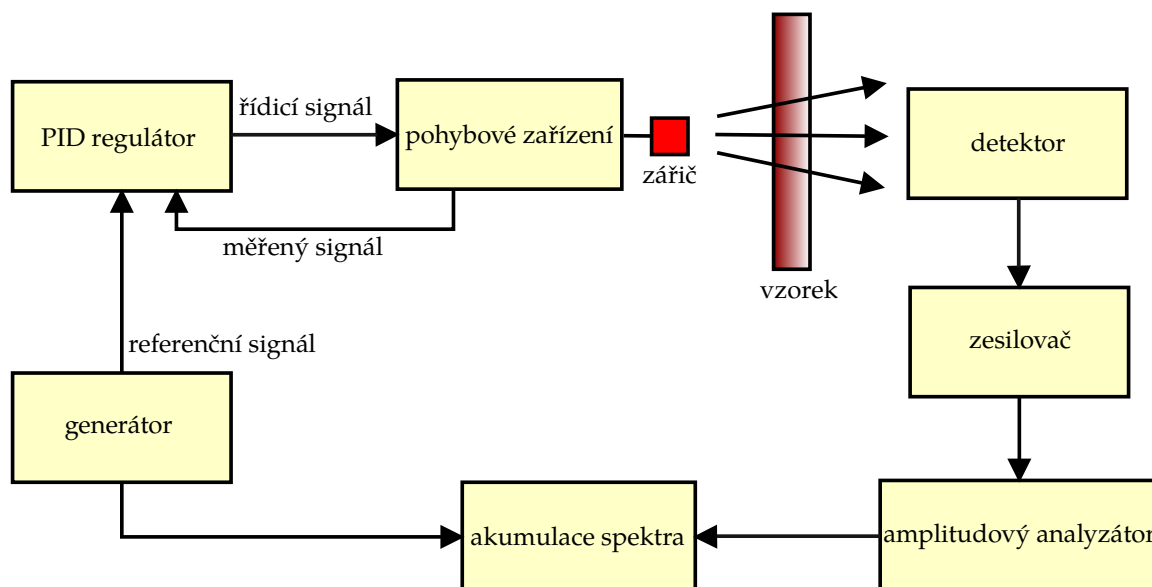 řídicí signál
PID regulátor
pohybové zařízení
detektor
zářič
měřený signál
vzorek
referenční signál
zesilovač
generátor
akumulace spektra
amplitudový analyzátor